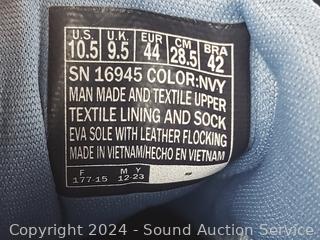 U.S. U.K. EUR CM BRA
10.5 9.5 44 28.5 42
SN 16945 COLOR:NVY
MAN MADE AND TEXTILE UPPER
TEXTILE LINING AND SOCK
EVA SOLE WITH LEATHER FLOCKING
MADE IN VIETNAM/HECHO EN VIETNAM
F M Y
177-15 12-23
Copyright 2024 - Sound Auction Service